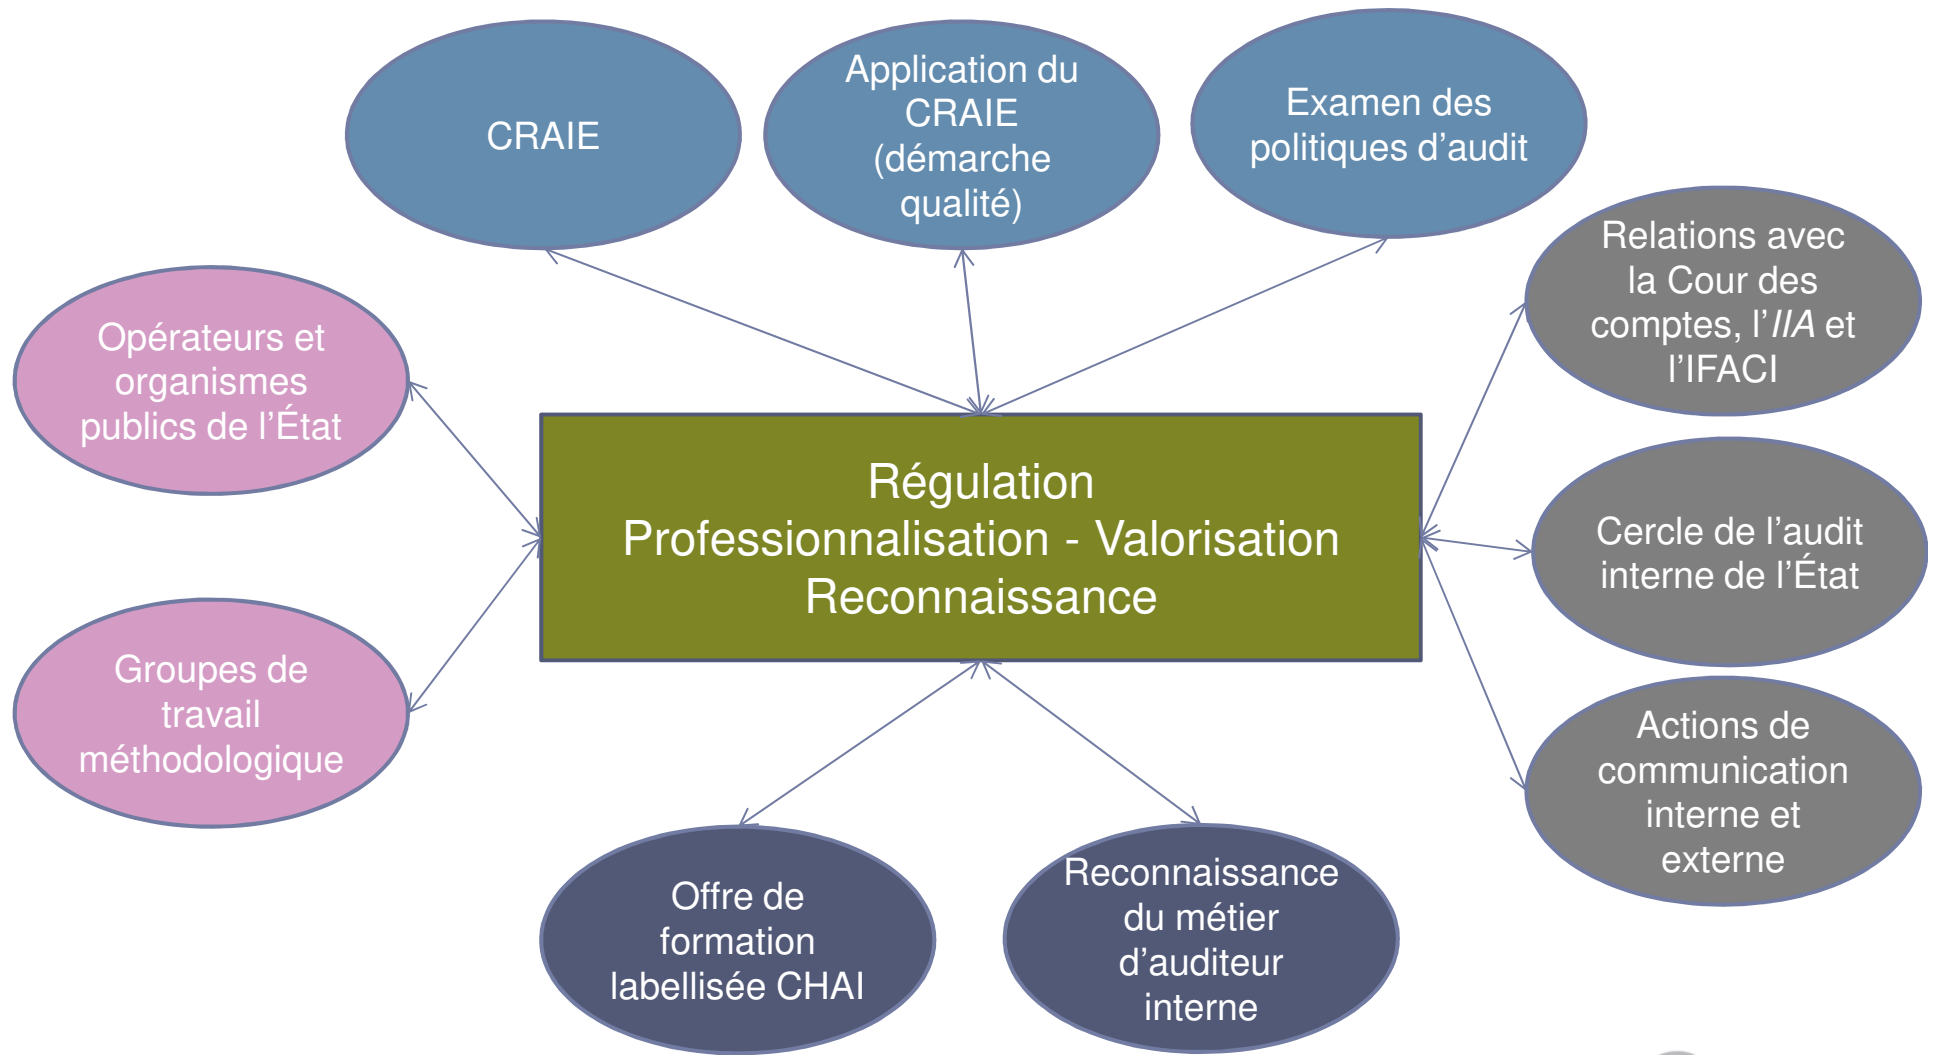 CRAIE
Application du
CRAIE
(démarche
qualité)
Examen des
politiques d’audit
Relations avec
la Cour des
comptes, l’IIA et
l’IFACI
Opérateurs et
organismes
publics de l’État
Régulation
Professionnalisation - Valorisation
Reconnaissance
Cercle de l’audit
interne de l’État
Groupes de
travail
méthodologique
Actions de
communication
interne et
externe
Offre de
formation
labellisée CHAI
Reconnaissance
du métier
d’auditeur
interne